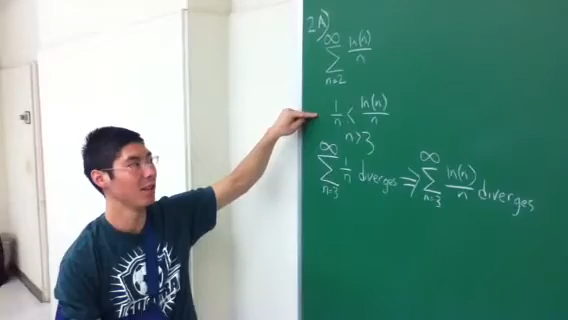 2A)
∞ Σ n=2 ln(n)/n
1/n < ln(n)/n
n>3
∞ Σ n=3 1/n diverges ⇒ ∞ Σ n=3 ln(n)/n diverges